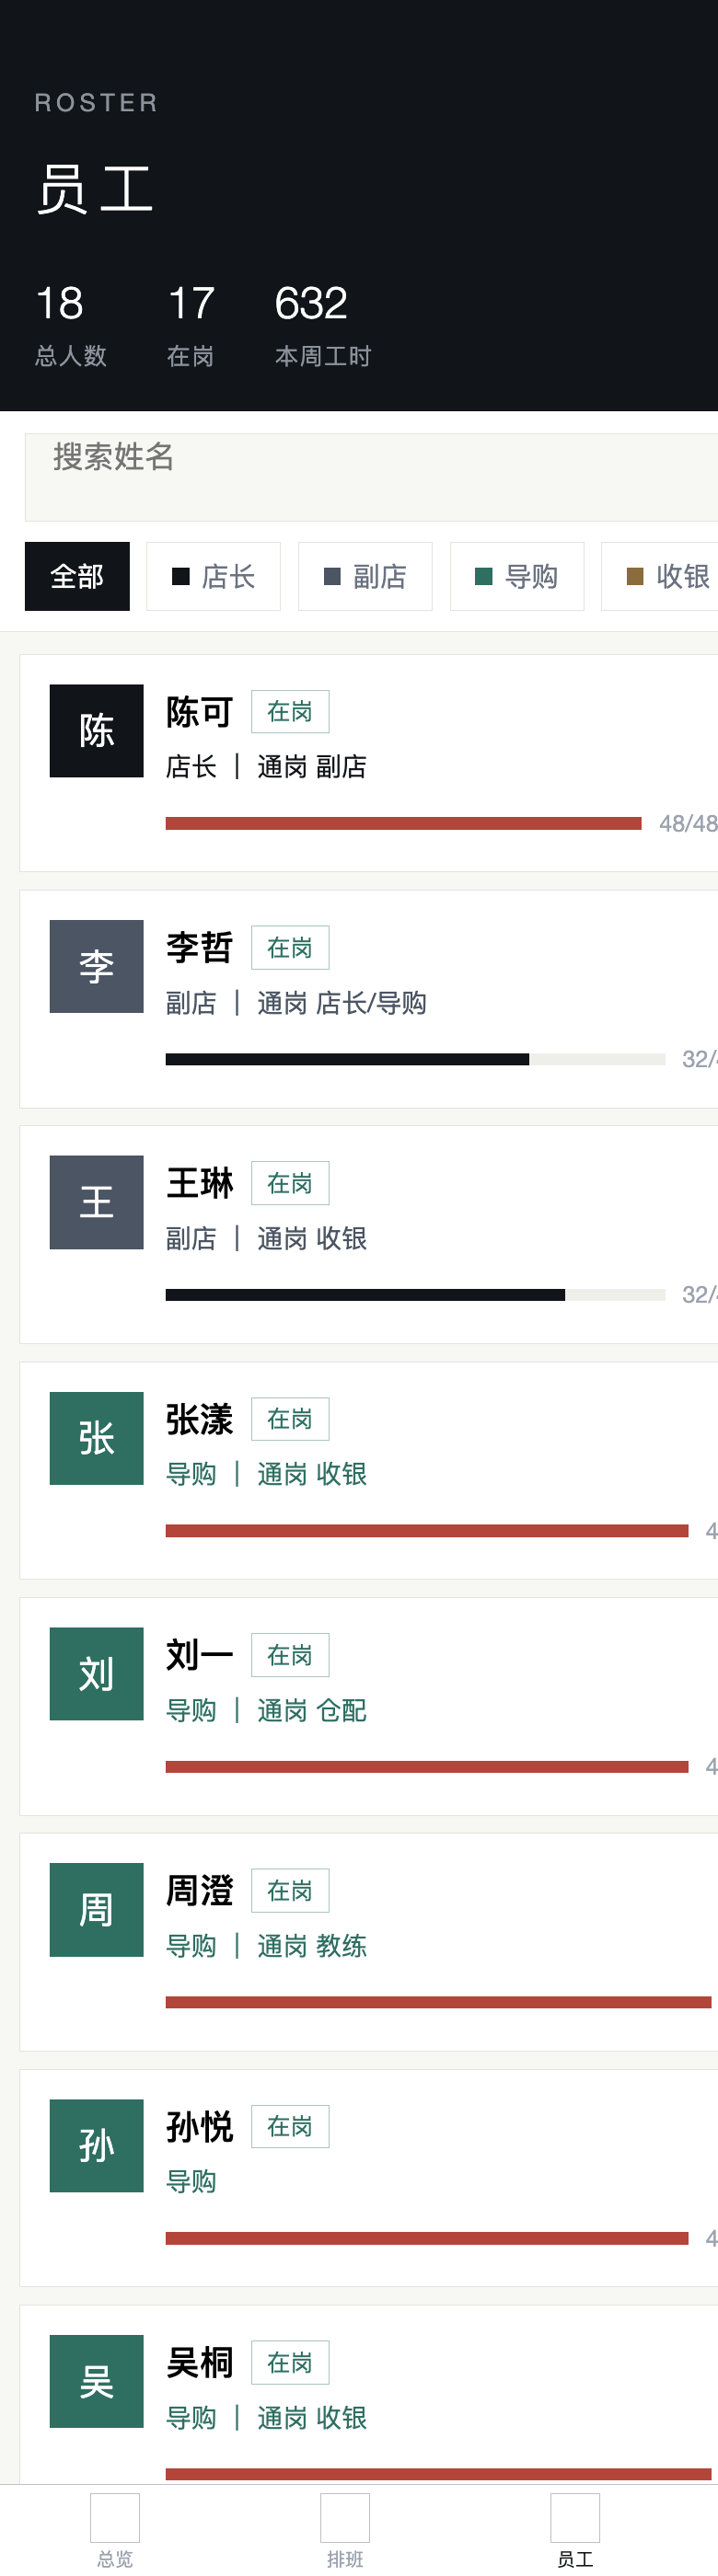 ROSTER
员工
18 17 632
总人数 在岗 本周工时
搜索姓名
全部 店长 副店 导购 收银
陈 陈可 在岗
店长 | 通岗 副店
48/48
李 李哲 在岗
副店 | 通岗 店长/导购
32/
王 王琳 在岗
副店 | 通岗 收银
32/
张 张漾 在岗
导购 | 通岗 收银
4
刘 刘一 在岗
导购 | 通岗 仓配
4
周 周澄 在岗
导购 | 通岗 教练
孙 孙悦 在岗
导购
4
吴 吴桐 在岗
导购 | 通岗 收银
总览 排班 员工